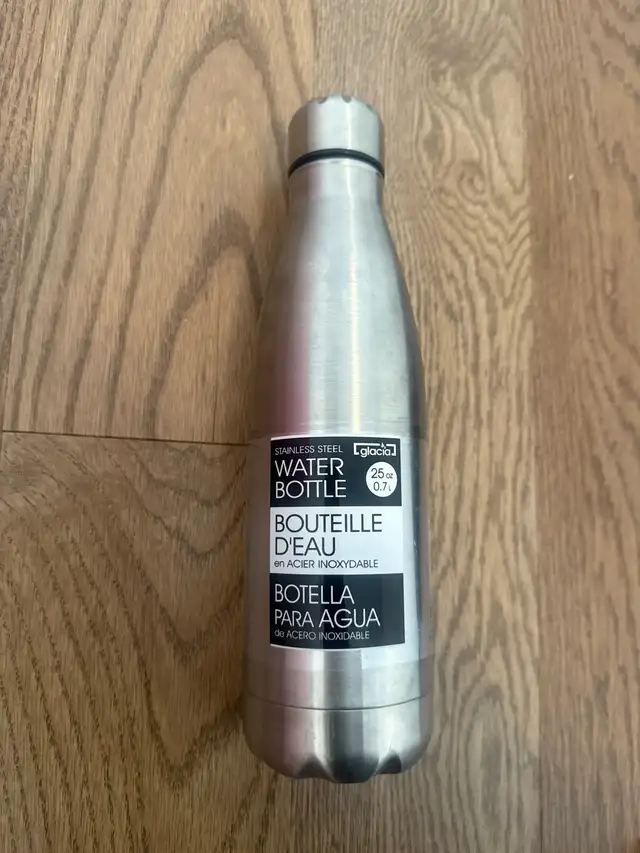 STAINLESS STEEL
glacia
WATER
BOTTLE
25 oz
0.7 L
BOUTEILLE
D'EAU
en ACIER INOXYDABLE
BOTELLA
PARA AGUA
de ACERO INOXIDABLE